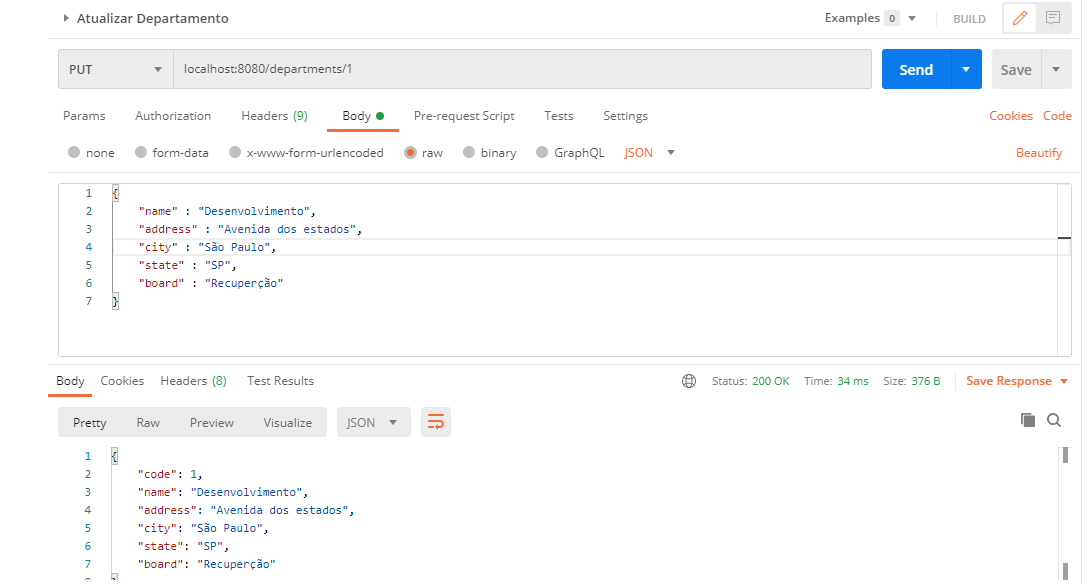 Atualizar Departamento Examples 0 BUILD
PUT localhost:8080/departments/1 Send Save
Params Authorization Headers (9) Body Pre-request Script Tests Settings Cookies Code
none form-data x-www-form-urlencoded raw binary GraphQL JSON Beautify
1 {
2 "name" : "Desenvolvimento",
3 "address" : "Avenida dos estados",
4 "city" : "São Paulo",
5 "state" : "SP",
6 "board" : "Recuperção"
7 }
Body Cookies Headers (8) Test Results Status: 200 OK Time: 34 ms Size: 376 B Save Response
Pretty Raw Preview Visualize JSON
1 {
2 "code": 1,
3 "name": "Desenvolvimento",
4 "address": "Avenida dos estados",
5 "city": "São Paulo",
6 "state": "SP",
7 "board": "Recuperção"
8 }